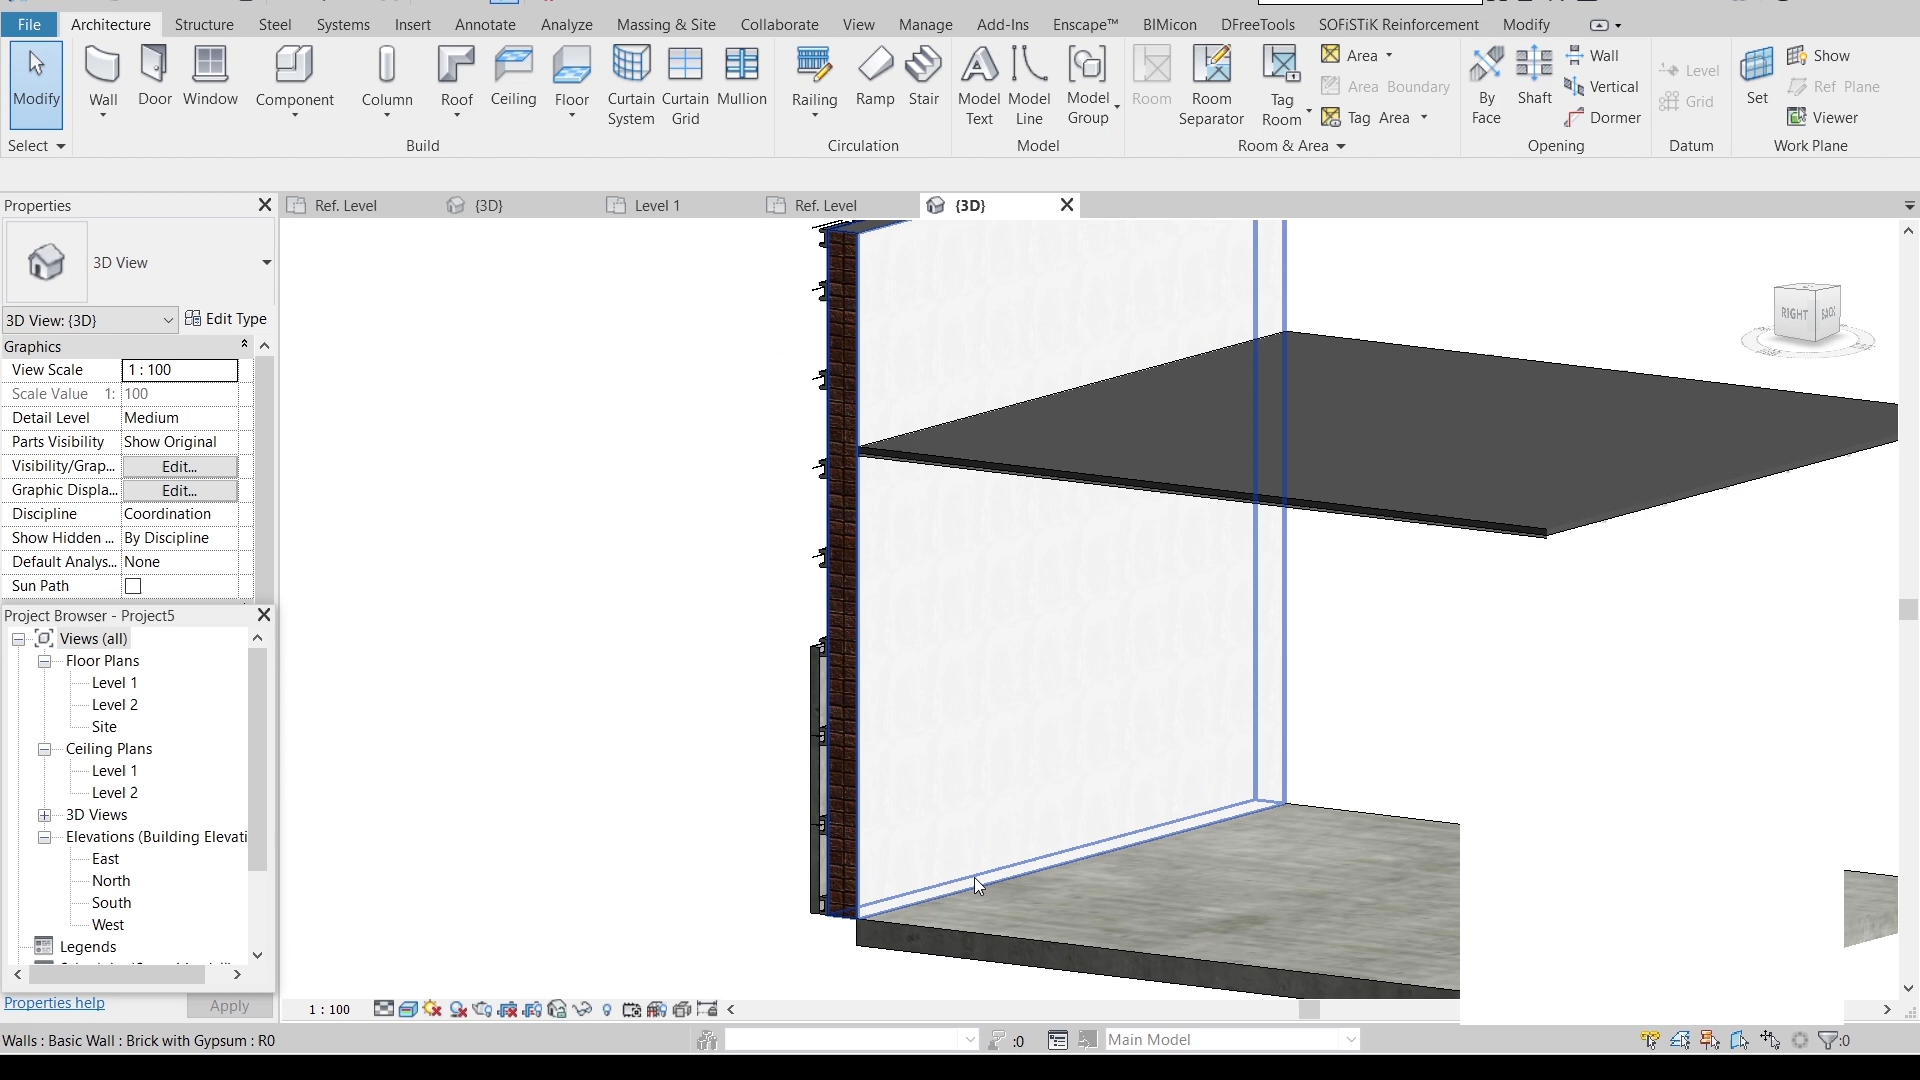 File Architecture Structure Steel Systems Insert Annotate Analyze Massing & Site Collaborate View Manage Add-Ins Enscape™ BIMicon DFreeTools SOFiSTiK Reinforcement Modify
Modify Wall Door Window Component Column Roof Ceiling Floor Curtain System Curtain Grid Mullion Railing Ramp Stair Model Text Model Line Model Group Room Room Separator Tag Room
Area
Area Boundary
Tag Area
By Face Shaft
Wall
Vertical
Dormer
Level
Grid
Set
Show
Ref Plane
Viewer
Select Build Circulation Model Room & Area Opening Datum Work Plane
Properties
Ref. Level {3D} Level 1 Ref. Level {3D}
3D View
3D View: {3D} Edit Type
Graphics
View Scale 1 : 100
Scale Value 1: 100
Detail Level Medium
Parts Visibility Show Original
Visibility/Grap... Edit...
Graphic Displa... Edit...
Discipline Coordination
Show Hidden ... By Discipline
Default Analys... None
Sun Path
RIGHT BACK
Project Browser - Project5
Views (all)
Floor Plans
Level 1
Level 2
Site
Ceiling Plans
Level 1
Level 2
3D Views
Elevations (Building Elevati
East
North
South
West
Legends
Properties help Apply
1 : 100
Walls : Basic Wall : Brick with Gypsum : R0
:0
Main Model
:0